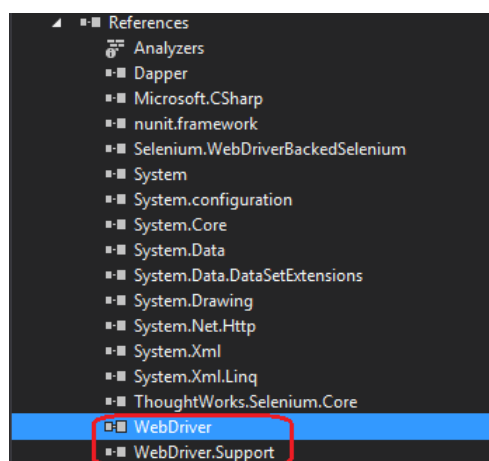 References
Analyzers
Dapper
Microsoft.CSharp
nunit.framework
Selenium.WebDriverBackedSelenium
System
System.configuration
System.Core
System.Data
System.Data.DataSetExtensions
System.Drawing
System.Net.Http
System.Xml
System.Xml.Linq
ThoughtWorks.Selenium.Core
WebDriver
WebDriver.Support